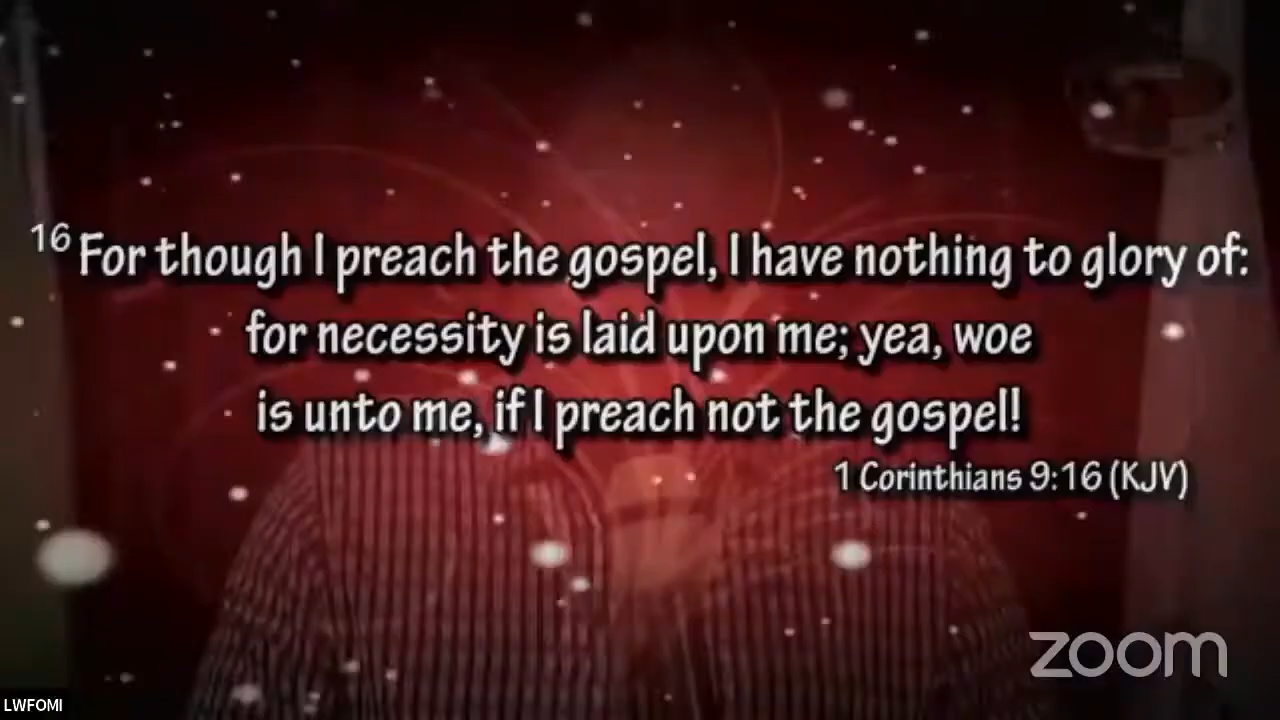 16 For though I preach the gospel, I have nothing to glory of:
for necessity is laid upon me; yea, woe
is unto me, if I preach not the gospel!
1 Corinthians 9:16 (KJV)
zoom
LWFOMI